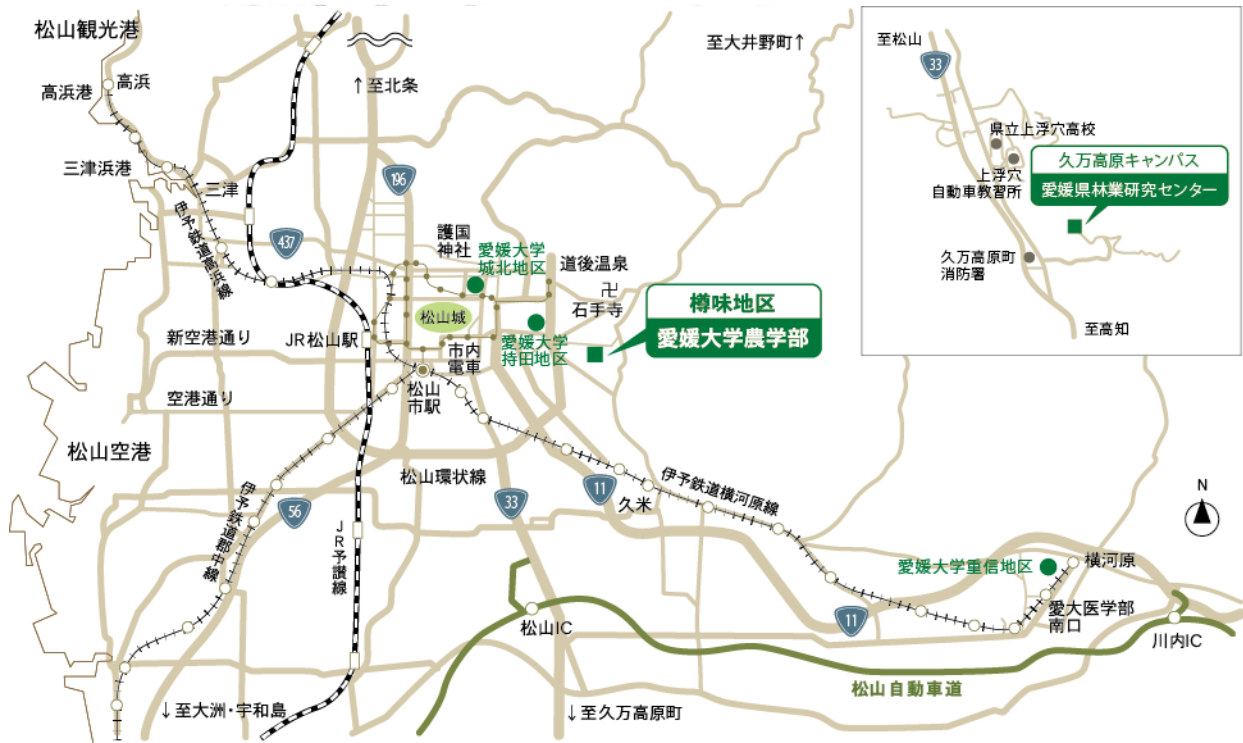 松山観光港
高浜
高浜港
三津浜港
三津
伊予鉄道高浜線
↑至北条
至大井野町↑
196
437
護国
神社
愛媛大学
城北地区
道後温泉
卍
石手寺
松山城
樽味地区
愛媛大学農学部
新空港通り
JR松山駅
市内
電車
愛媛大学
持田地区
空港通り
松山
市駅
松山空港
松山環状線
伊予鉄道郡中線
56
33
11
久米
伊予鉄道横河原線
JR予讃線
N
愛媛大学重信地区
横河原
愛大医学部
南口
11
松山IC
川内IC
松山自動車道
↓至大洲・宇和島
↓至久万高原町
至松山
33
県立上浮穴高校
上浮穴
自動車教習所
久万高原キャンパス
愛媛県林業研究センター
久万高原町
消防署
至高知